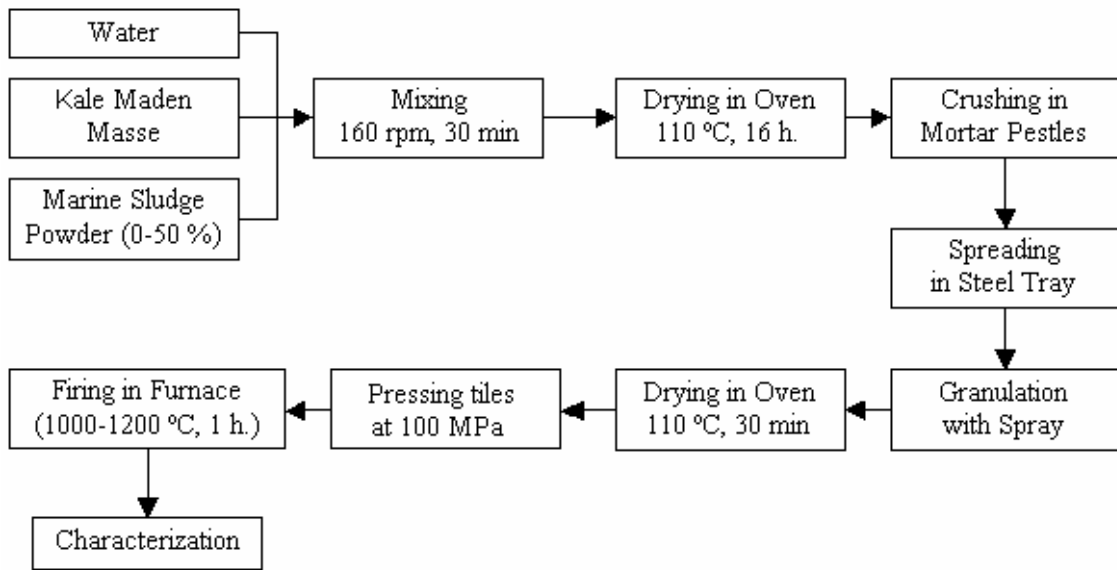 Water
Kale Maden
Masse
Marine Sludge
Powder (0-50 %)
Mixing
160 rpm, 30 min
Drying in Oven
110 ºC, 16 h.
Crushing in
Mortar Pestles
Spreading
in Steel Tray
Granulation
with Spray
Drying in Oven
110 ºC, 30 min
Pressing tiles
at 100 MPa
Firing in Furnace
(1000-1200 ºC, 1 h.)
Characterization